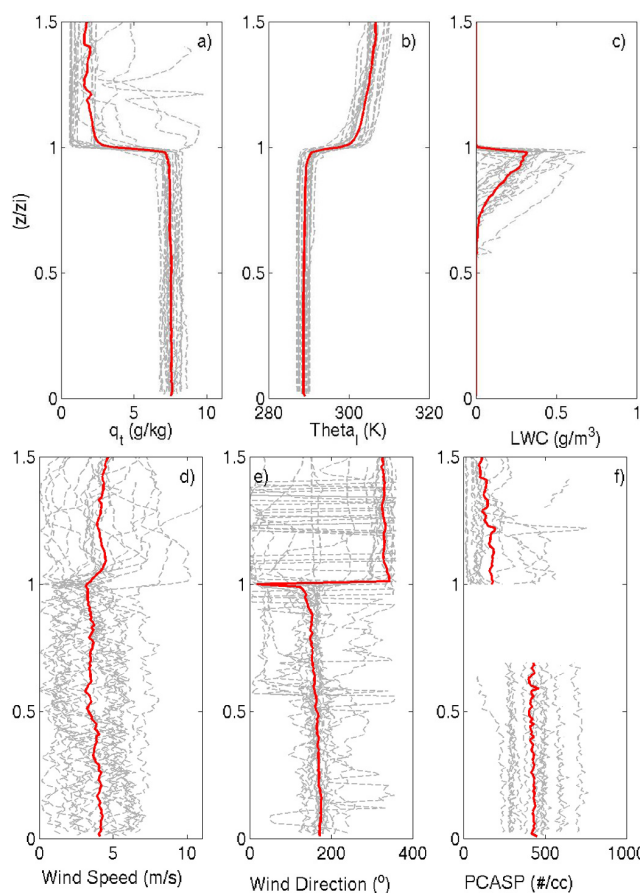 1.5
a)
1.5
b)
1.5
c)
1
1
1
(z/zi)
0.5
0.5
0.5
0
0
0
0 5 10
280 300 320
0 0.5 1
q_t (g/kg)
Theta_l (K)
LWC (g/m³)
1.5
d)
1.5
e)
1.5
f)
1
1
1
0.5
0.5
0.5
0
0
0
0 5 10
0 200 400
0 500 1000
Wind Speed (m/s)
Wind Direction (º)
PCASP (#/cc)